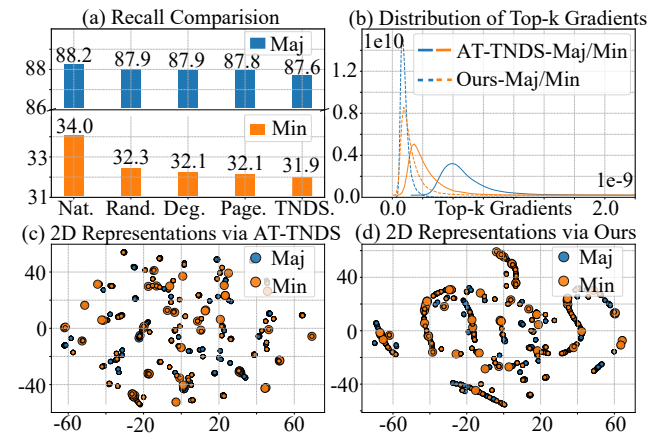 (a) Recall Comparision
88.2
87.9
87.9
87.8
87.6
Maj
88
86
34.0
32.3
32.1
32.1
31.9
Min
33
31
Nat. Rand. Deg. Page. TNDS.
(b) Distribution of Top-k Gradients
1e10
AT-TNDS-Maj/Min
Ours-Maj/Min
1.2
0.8
0.4
0.0
1e-9
0.0 Top-k Gradients 2.0
(c) 2D Representations via AT-TNDS
Maj
Min
40
0
-40
-60 -20 20 60
(d) 2D Representations via Ours
Maj
Min
40
0
-40
-60 -20 20 60